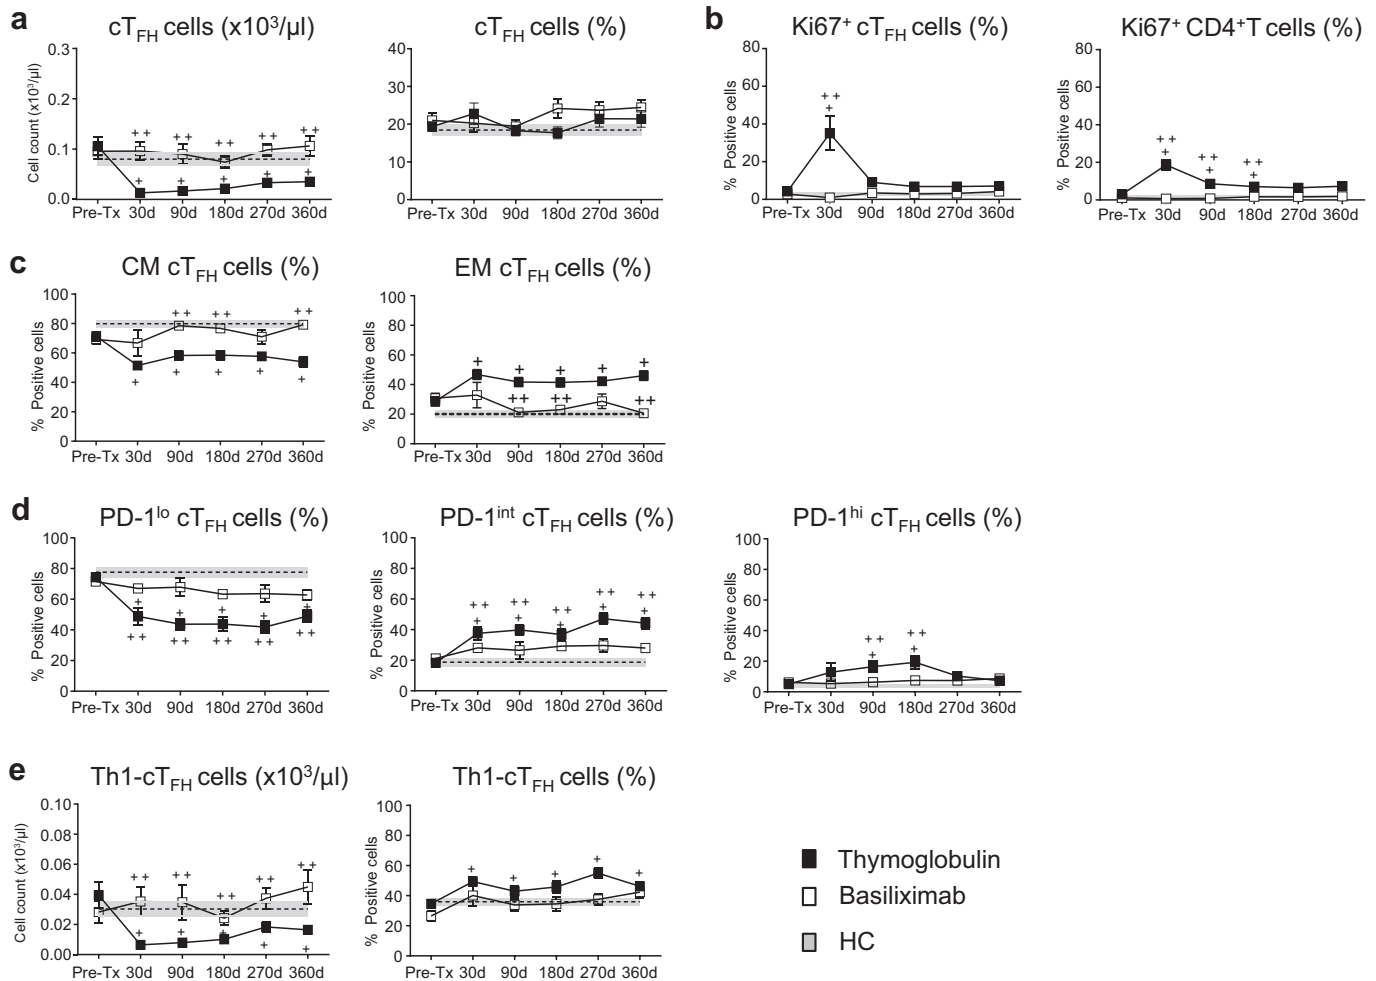 a
cT_FH cells (x10³/µl)
Cell count (x10³/µl)
0.3
0.2
0.1
0.0
Pre-Tx 30d 90d 180d 270d 360d
++ ++ ++ ++ ++
+ + + + +
cT_FH cells (%)
40
30
20
10
0
Pre-Tx 30d 90d 180d 270d 360d
b
Ki67⁺ cT_FH cells (%)
% Positive cells
80
60
40
20
0
Pre-Tx 30d 90d 180d 270d 360d
++
+
Ki67⁺ CD4⁺T cells (%)
% Positive cells
80
60
40
20
0
Pre-Tx 30d 90d 180d 270d 360d
++ ++ ++
+ + +
c
CM cT_FH cells (%)
% Positive cells
100
80
60
40
20
0
Pre-Tx 30d 90d 180d 270d 360d
++ ++ ++
+ + + + +
EM cT_FH cells (%)
% Positive cells
100
80
60
40
20
0
Pre-Tx 30d 90d 180d 270d 360d
+ + + + +
++ ++ ++
d
PD-1ˡᵒ cT_FH cells (%)
% Positive cells
100
80
60
40
20
0
Pre-Tx 30d 90d 180d 270d 360d
+ + + + +
++ ++ ++ ++ ++
PD-1ⁱⁿᵗ cT_FH cells (%)
% Positive cells
100
80
60
40
20
0
Pre-Tx 30d 90d 180d 270d 360d
++ ++ ++ ++ ++
+ + + + +
PD-1ʰⁱ cT_FH cells (%)
% Positive cells
100
80
60
40
20
0
Pre-Tx 30d 90d 180d 270d 360d
++ ++
+ +
e
Th1-cT_FH cells (x10³/µl)
Cell count (x10³/µl)
0.10
0.08
0.06
0.04
0.02
0.00
Pre-Tx 30d 90d 180d 270d 360d
++ ++ ++ ++ ++
+ + + + +
Th1-cT_FH cells (%)
% Positive cells
100
80
60
40
20
0
Pre-Tx 30d 90d 180d 270d 360d
+ + + + +
Thymoglobulin
Basiliximab
HC